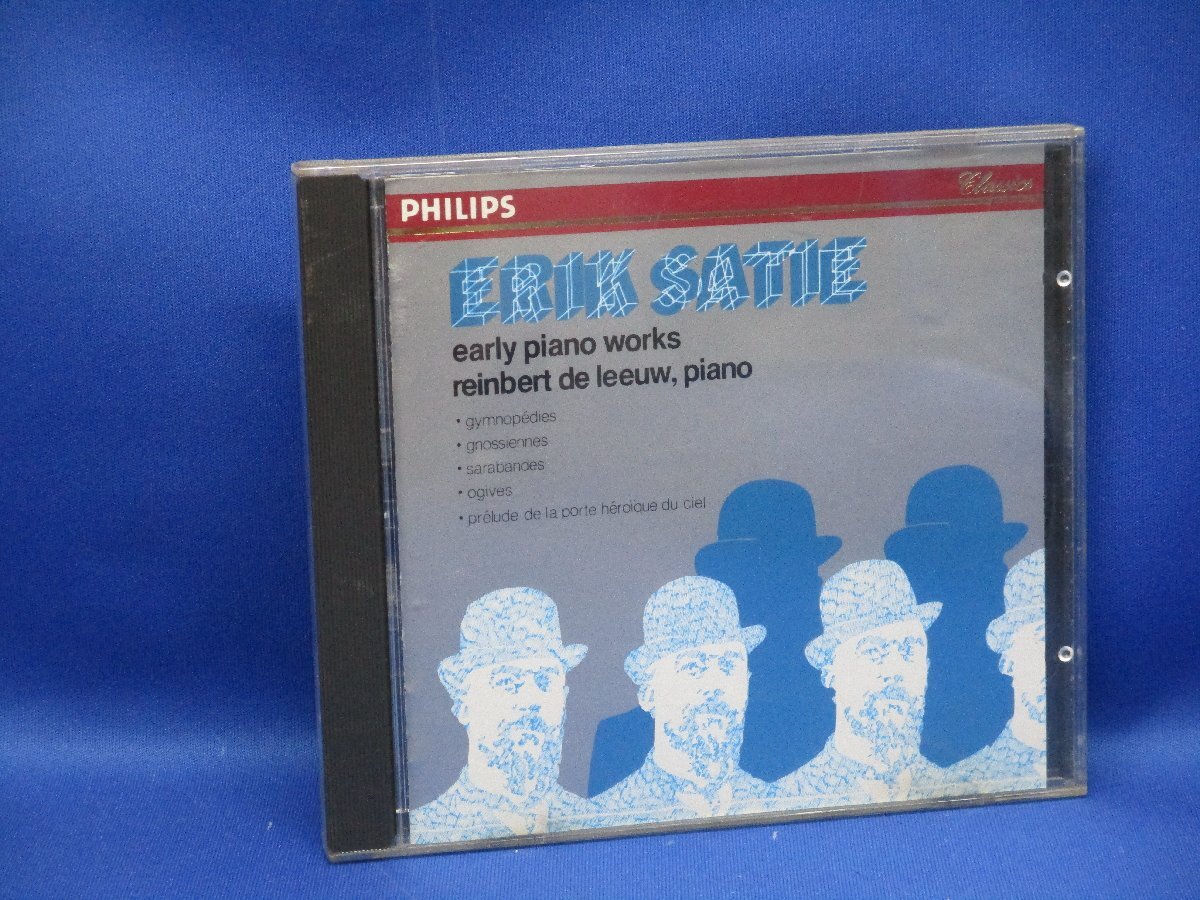 PHILIPS
Classics
ERIK SATIE
early piano works
reinbert de leeuw, piano
• gymnopédies
• gnossiennes
• sarabandes
• ogives
• prélude de la porte héroïque du ciel